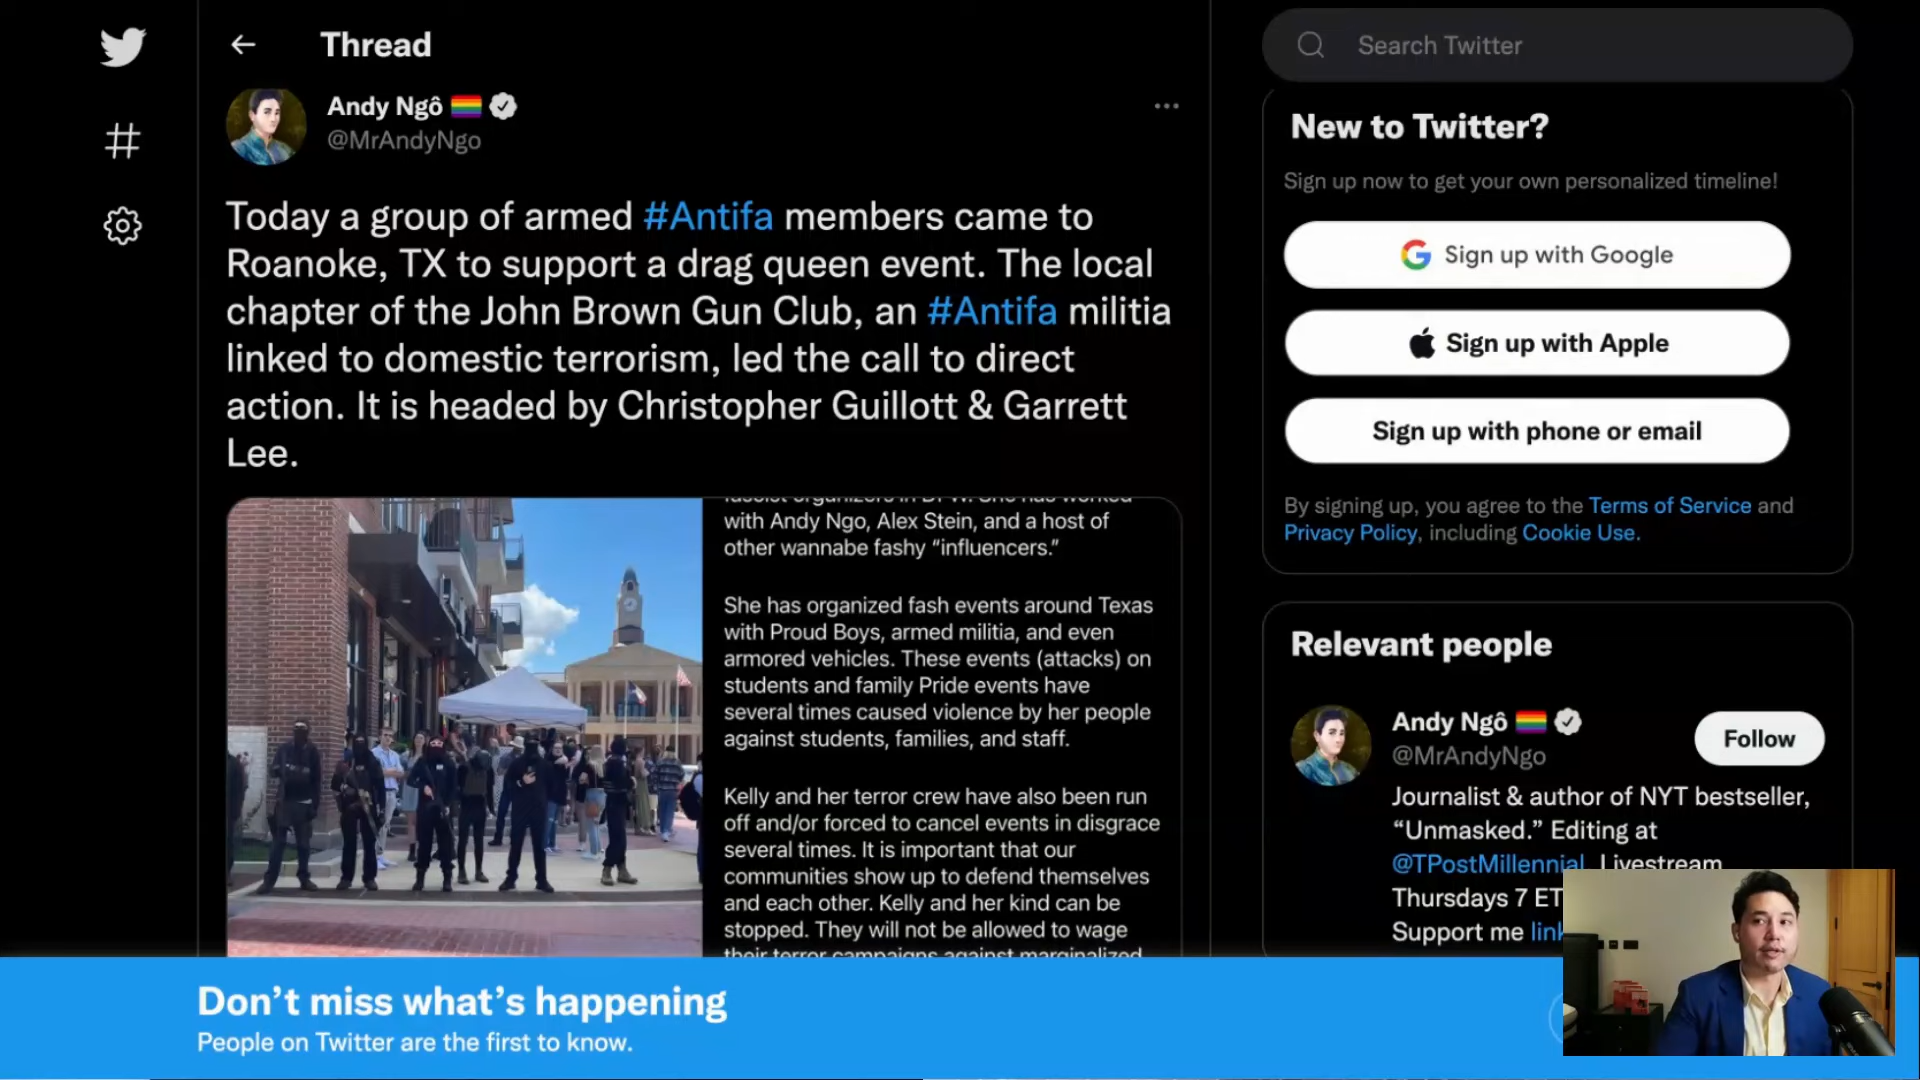 Thread
Andy Ngô
@MrAndyNgo
Today a group of armed #Antifa members came to
Roanoke, TX to support a drag queen event. The local
chapter of the John Brown Gun Club, an #Antifa militia
linked to domestic terrorism, led the call to direct
action. It is headed by Christopher Guillott & Garrett
Lee.
with Andy Ngo, Alex Stein, and a host of
other wannabe fashy “influencers.”
She has organized fash events around Texas
with Proud Boys, armed militia, and even
armored vehicles. These events (attacks) on
students and family Pride events have
several times caused violence by her people
against students, families, and staff.
Kelly and her terror crew have also been run
off and/or forced to cancel events in disgrace
several times. It is important that our
communities show up to defend themselves
and each other. Kelly and her kind can be
stopped. They will not be allowed to wage
their terror campaigns against marginalized
Search Twitter
New to Twitter?
Sign up now to get your own personalized timeline!
Sign up with Google
Sign up with Apple
Sign up with phone or email
By signing up, you agree to the Terms of Service and
Privacy Policy, including Cookie Use.
Relevant people
Andy Ngô
@MrAndyNgo
Follow
Journalist & author of NYT bestseller,
“Unmasked.” Editing at
@TPostMillennial. Livestream
Thursdays 7 ET
Support me link
Don’t miss what’s happening
People on Twitter are the first to know.